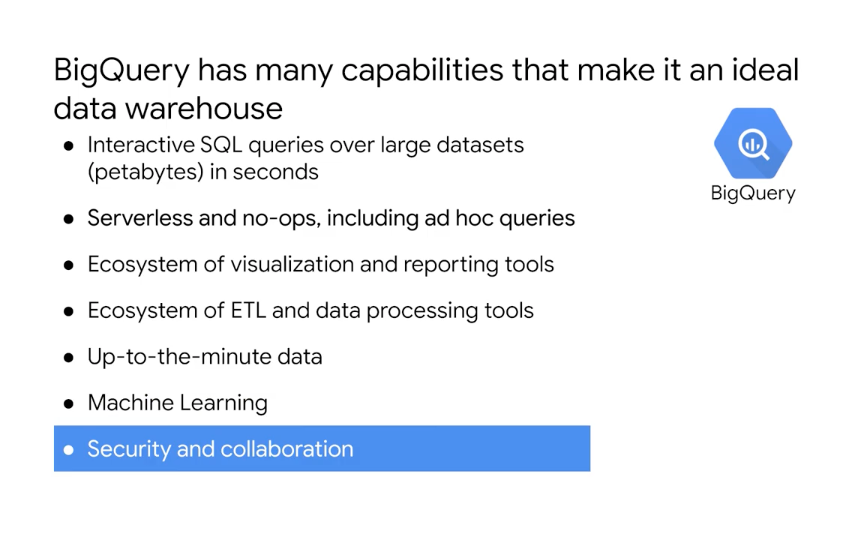 BigQuery has many capabilities that make it an ideal
data warehouse
● Interactive SQL queries over large datasets
(petabytes) in seconds
● Serverless and no-ops, including ad hoc queries
● Ecosystem of visualization and reporting tools
● Ecosystem of ETL and data processing tools
● Up-to-the-minute data
● Machine Learning
● Security and collaboration
BigQuery